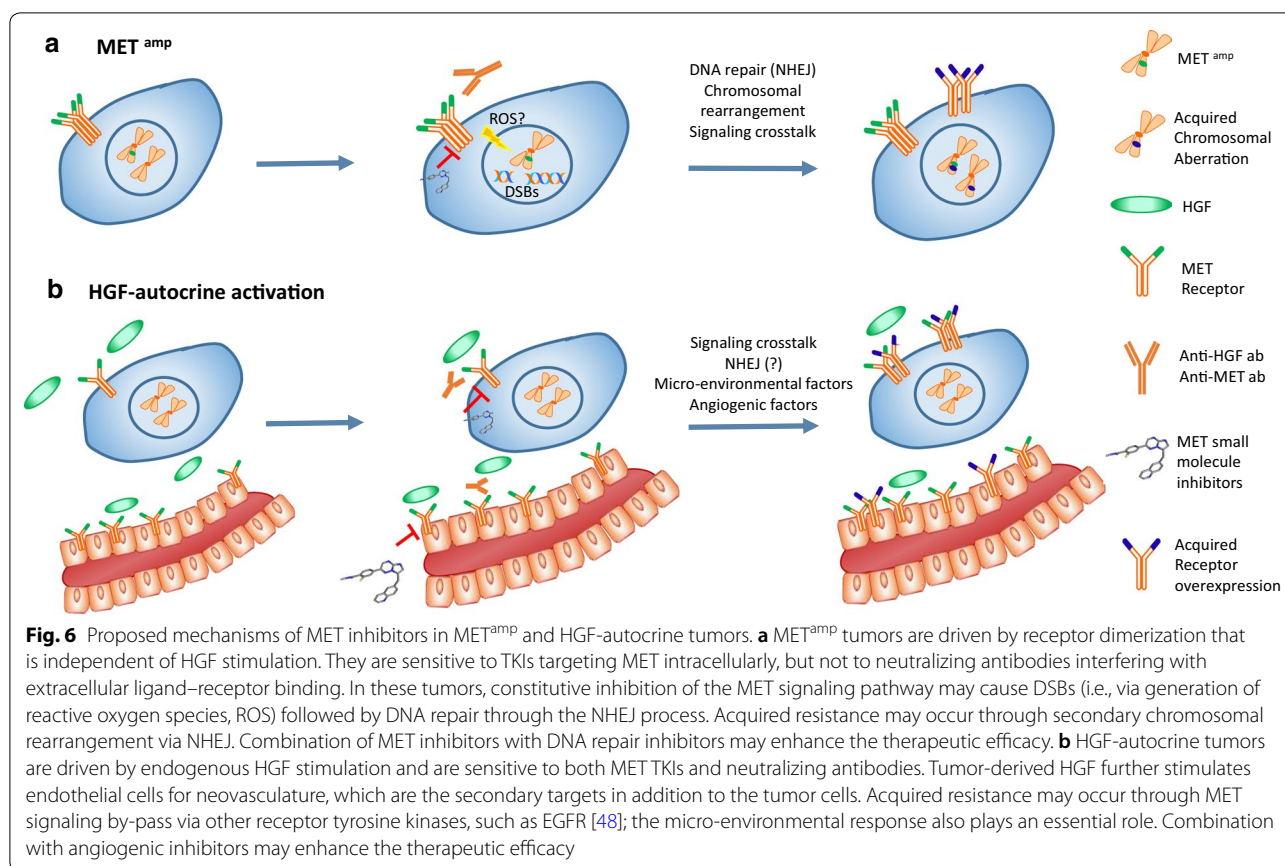 a MET amp
ROS?
DSBs
DNA repair (NHEJ)
Chromosomal
rearrangement
Signaling crosstalk
b HGF-autocrine activation
Signaling crosstalk
NHEJ (?)
Micro-environmental factors
Angiogenic factors
MET amp
Acquired
Chromosomal
Aberration
HGF
MET
Receptor
Anti-HGF ab
Anti-MET ab
MET small
molecule
inhibitors
Acquired
Receptor
overexpression
Fig. 6 Proposed mechanisms of MET inhibitors in METamp and HGF-autocrine tumors. a METamp tumors are driven by receptor dimerization that
is independent of HGF stimulation. They are sensitive to TKIs targeting MET intracellularly, but not to neutralizing antibodies interfering with
extracellular ligand–receptor binding. In these tumors, constitutive inhibition of the MET signaling pathway may cause DSBs (i.e., via generation of
reactive oxygen species, ROS) followed by DNA repair through the NHEJ process. Acquired resistance may occur through secondary chromosomal
rearrangement via NHEJ. Combination of MET inhibitors with DNA repair inhibitors may enhance the therapeutic efficacy. b HGF-autocrine tumors
are driven by endogenous HGF stimulation and are sensitive to both MET TKIs and neutralizing antibodies. Tumor-derived HGF further stimulates
endothelial cells for neovasculature, which are the secondary targets in addition to the tumor cells. Acquired resistance may occur through MET
signaling by-pass via other receptor tyrosine kinases, such as EGFR [48]; the micro-environmental response also plays an essential role. Combination
with angiogenic inhibitors may enhance the therapeutic efficacy